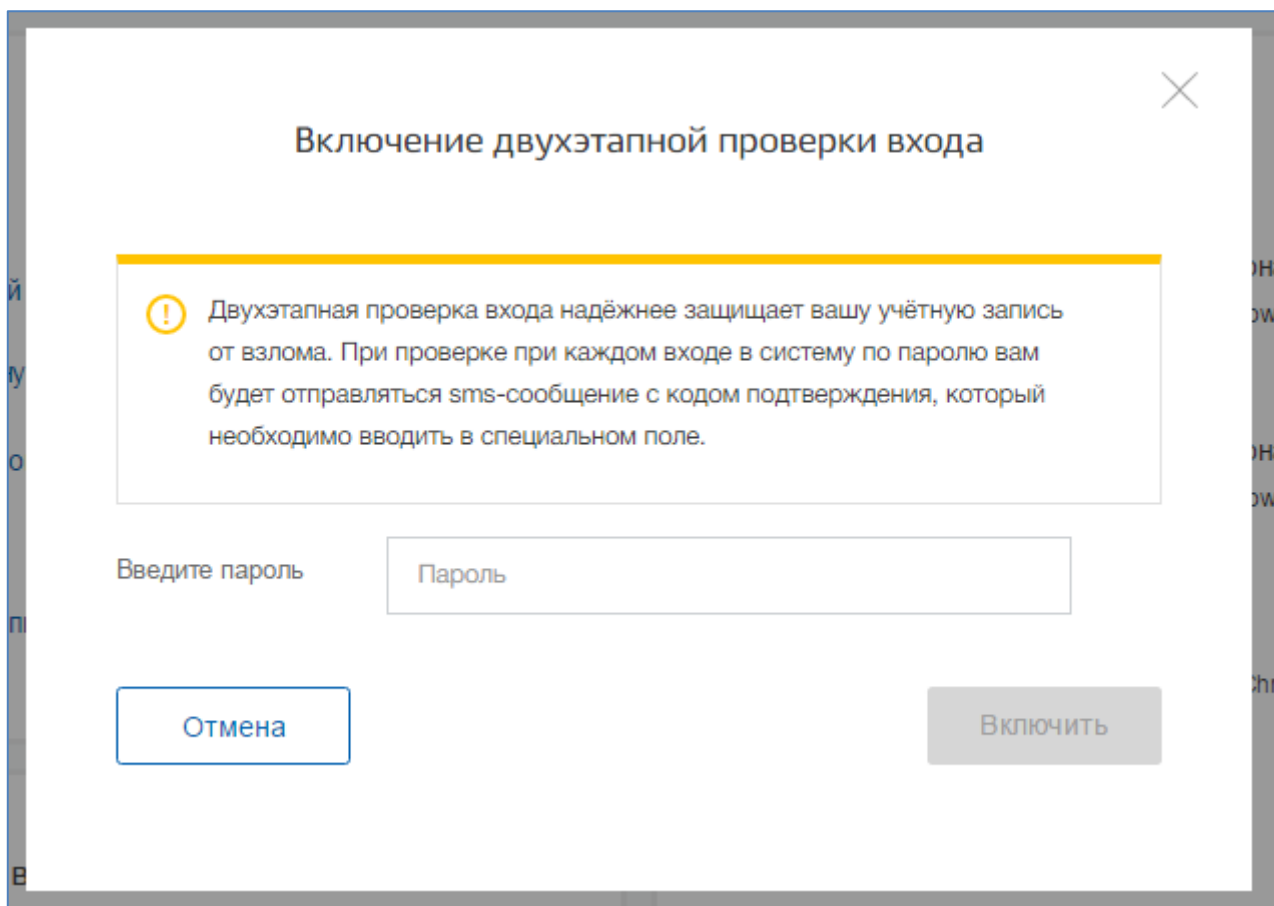 Включение двухэтапной проверки входа
Двухэтапная проверка входа надёжнее защищает вашу учётную запись
от взлома. При проверке при каждом входе в систему по паролю вам
будет отправляться sms-сообщение с кодом подтверждения, который
необходимо вводить в специальном поле.
Введите пароль
Пароль
Отмена
Включить